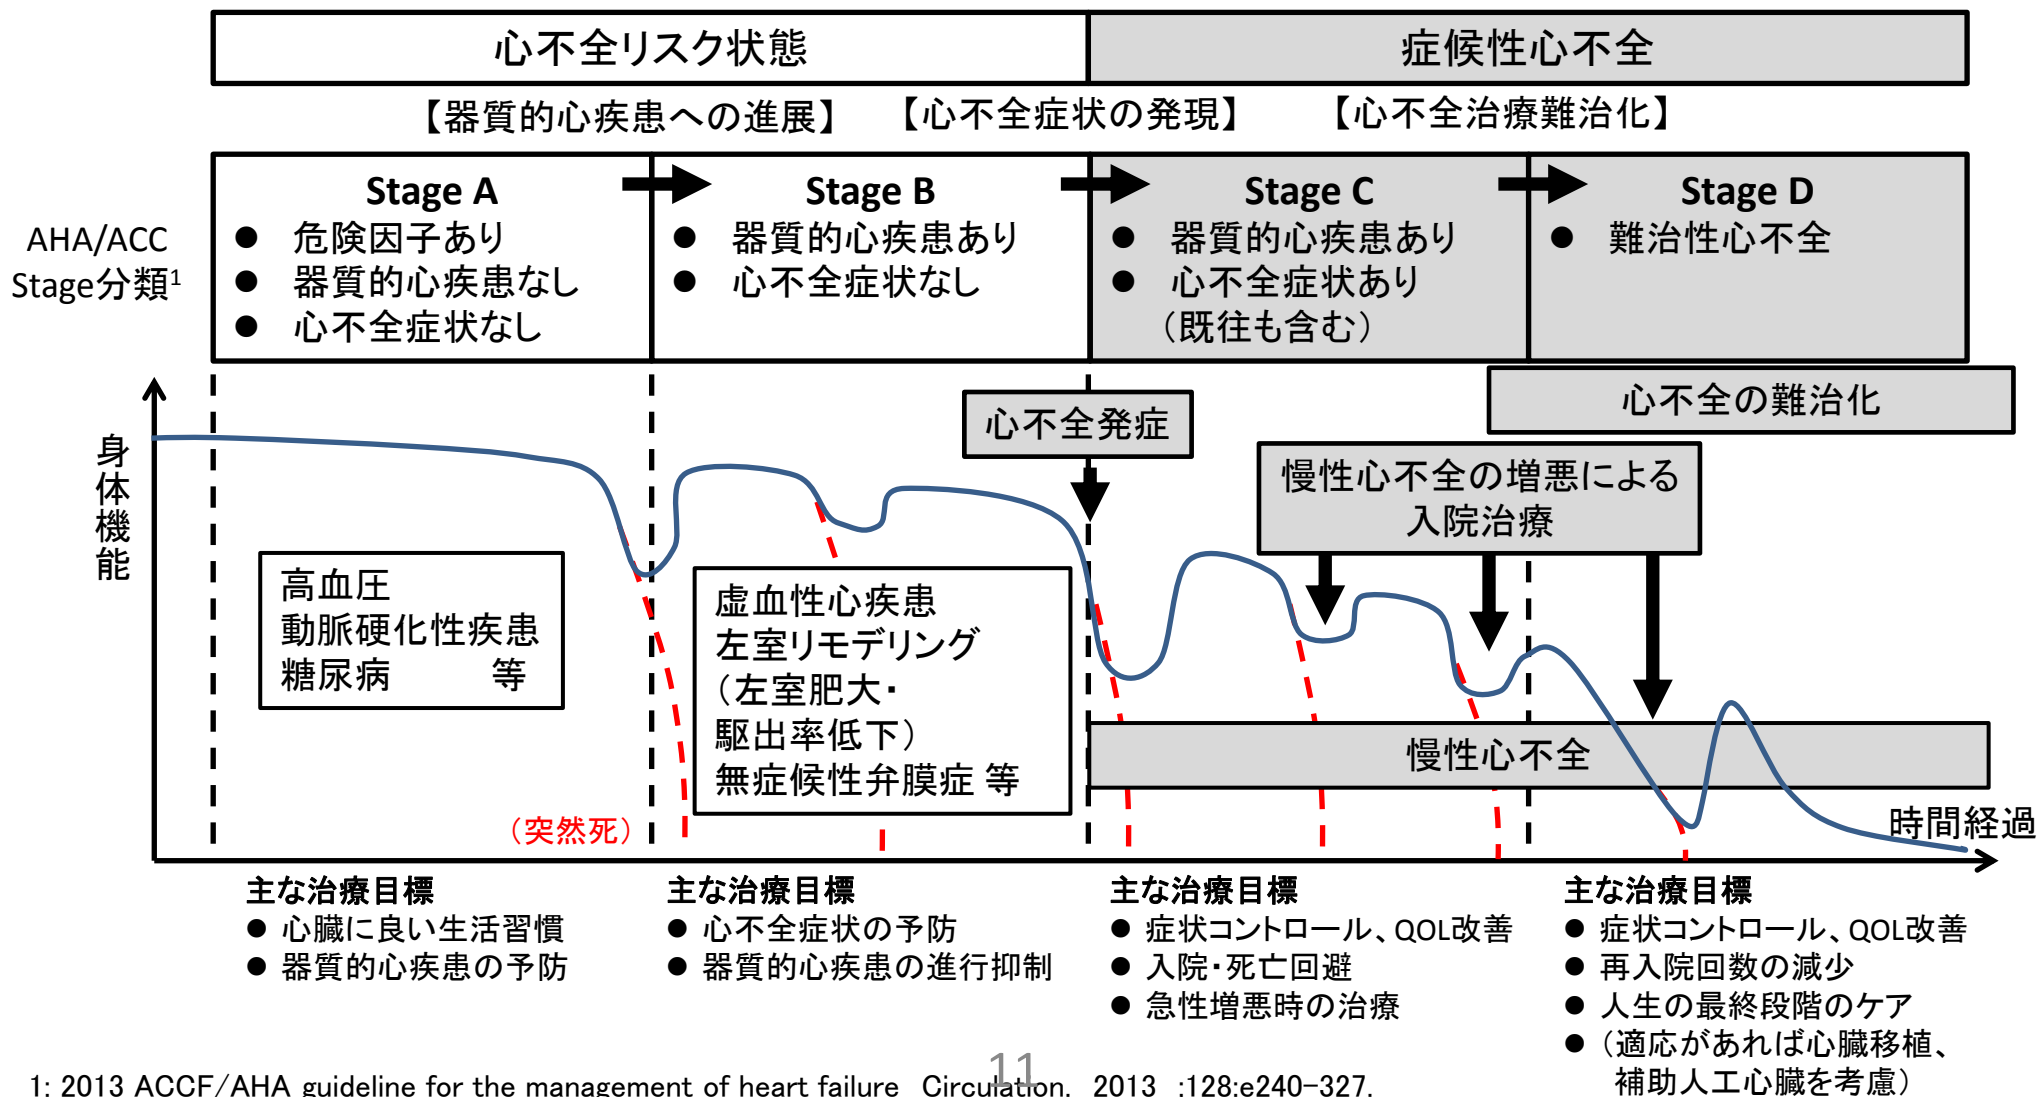 心不全リスク状態
症候性心不全
【器質的心疾患への進展】
【心不全症状の発現】
【心不全治療難治化】
AHA/ACC
Stage分類1
Stage A
● 危険因子あり
● 器質的心疾患なし
● 心不全症状なし
Stage B
● 器質的心疾患あり
● 心不全症状なし
Stage C
● 器質的心疾患あり
● 心不全症状あり
（既往も含む）
Stage D
● 難治性心不全
心不全の難治化
心不全発症
慢性心不全の増悪による
入院治療
身体機能
高血圧
動脈硬化性疾患
糖尿病 等
虚血性心疾患
左室リモデリング
（左室肥大・
駆出率低下）
無症候性弁膜症 等
慢性心不全
（突然死）
時間経過
主な治療目標
● 心臓に良い生活習慣
● 器質的心疾患の予防
主な治療目標
● 心不全症状の予防
● 器質的心疾患の進行抑制
主な治療目標
● 症状コントロール、QOL改善
● 入院・死亡回避
● 急性増悪時の治療
主な治療目標
● 症状コントロール、QOL改善
● 再入院回数の減少
● 人生の最終段階のケア
● （適応があれば心臓移植、
補助人工心臓を考慮）
11
1: 2013 ACCF/AHA guideline for the management of heart failure Circulation. 2013 ;128:e240-327.